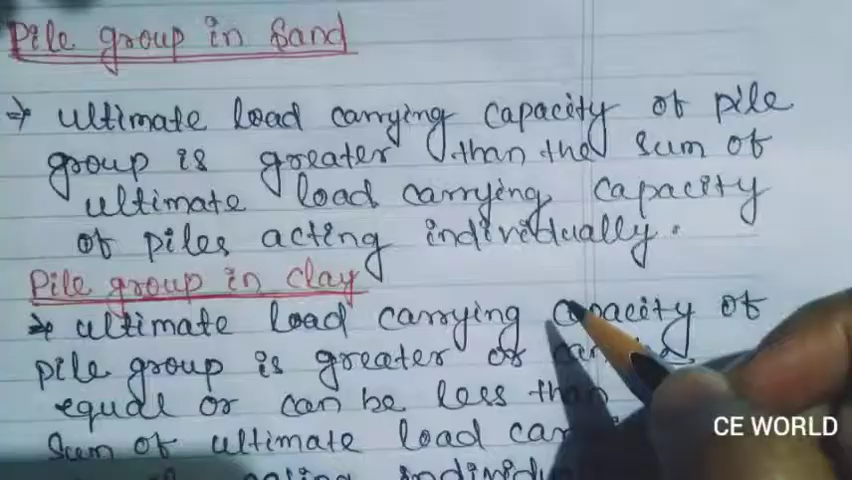 Pile group in Sand
⇒ ultimate load carrying capacity of pile
group is greater than the sum of
ultimate load carrying capacity
of piles acting individually.
Pile group in clay
⇒ ultimate load carrying capacity of
pile group is greater or can
equal or can be less than
Sum of ultimate load
acting
CE WORLD